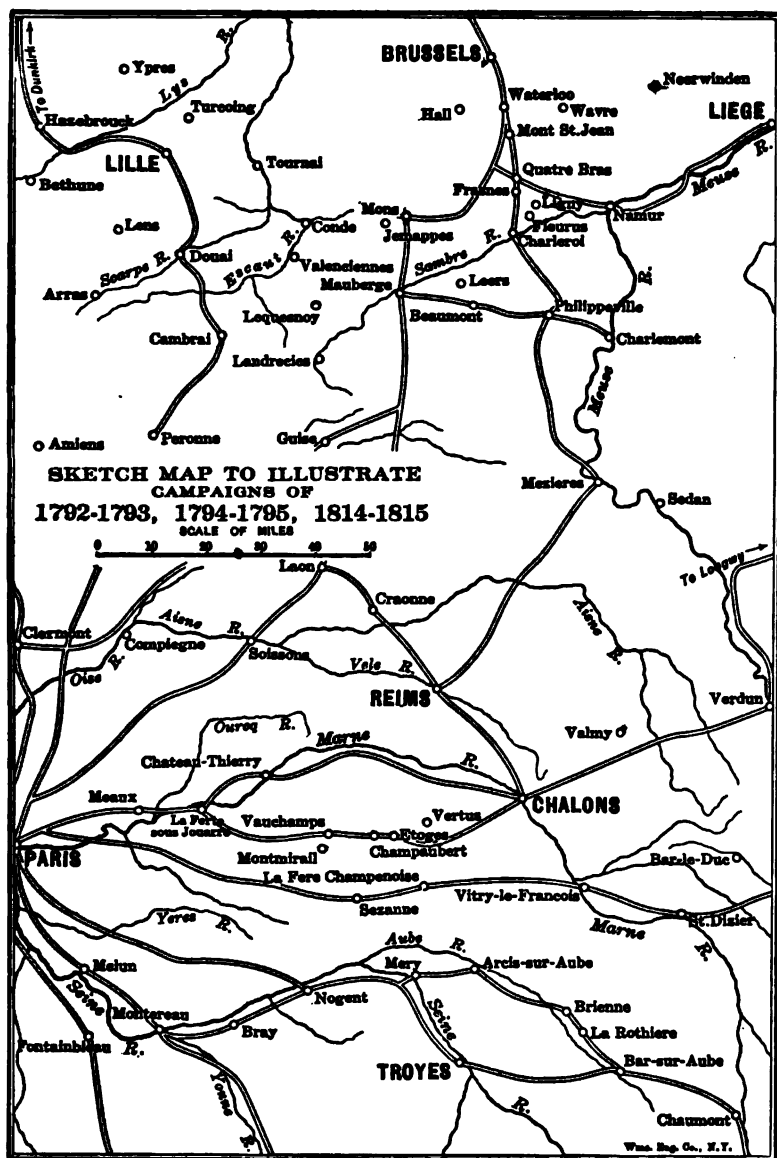 To Dunkirk
Ypres
Lys
R.
BRUSSELS
Neerwinden
Hazebrouck
Turcoing
Hall
Waterloo
Wavre
LIEGE
Mont St. Jean
LILLE
Tournai
Quatre Bras
Meuse R.
Bethune
Frasnes
Ligny
Namur
Lens
Conde
Mons
Jemappes
Fleurus
Charleroi
Scarpe R.
Douai
Escaut R.
Valenciennes
Sambre R.
R.
Arras
Mauberge
Leers
Lequesnoy
Beaumont
Philippeville
Cambrai
Charlemont
Landrecies
Meuse
Amiens
Peronne
Guise
SKETCH MAP TO ILLUSTRATE
CAMPAIGNS OF
1792-1793, 1794-1795, 1814-1815
SCALE OF MILES
0 10 20 30 40 50
Mezieres
Sedan
Laon
To Longwy
Craonne
Clermont
Aisne R.
Aisne R.
Compiegne
Soissons
Oise R.
Vele R.
REIMS
Verdun
Ourcq R.
Marne R.
Valmy
Chateau-Thierry
Meaux
La Ferte
sous Jouarre
Vauchamps
Vertus
CHALONS
Etoges
Champaubert
PARIS
Montmirail
Bar-le-Duc
La Fere Champenoise
Vitry-le-Francois
Sezanne
Yeres R.
Marne
St. Dizier
R.
Aube R.
Melun
Mery
Arcis-sur-Aube
Seine
Nogent
Montereau
Seine
Brienne
Bray
La Rothiere
Fontainbleau
R.
TROYES
Bar-sur-Aube
Yonne R.
R.
Chaumont
Wms. Eng. Co., N.Y.